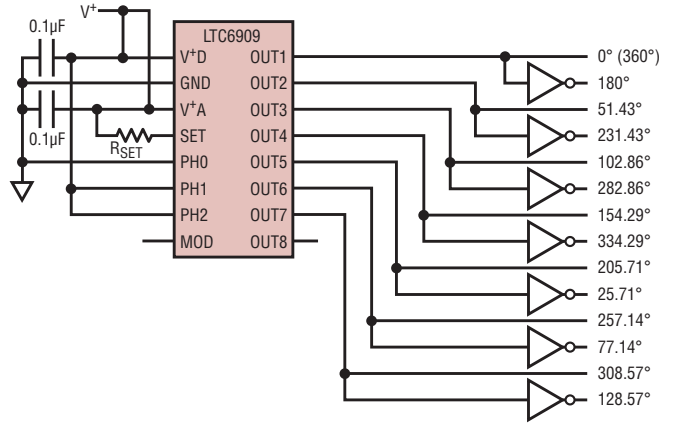 V+
0.1µF
LTC6909
V+D OUT1
0° (360°)
GND OUT2
180°
V+A OUT3
51.43°
0.1µF
SET OUT4
231.43°
RSET
PH0 OUT5
102.86°
PH1 OUT6
282.86°
PH2 OUT7
154.29°
MOD OUT8
334.29°
205.71°
25.71°
257.14°
77.14°
308.57°
128.57°